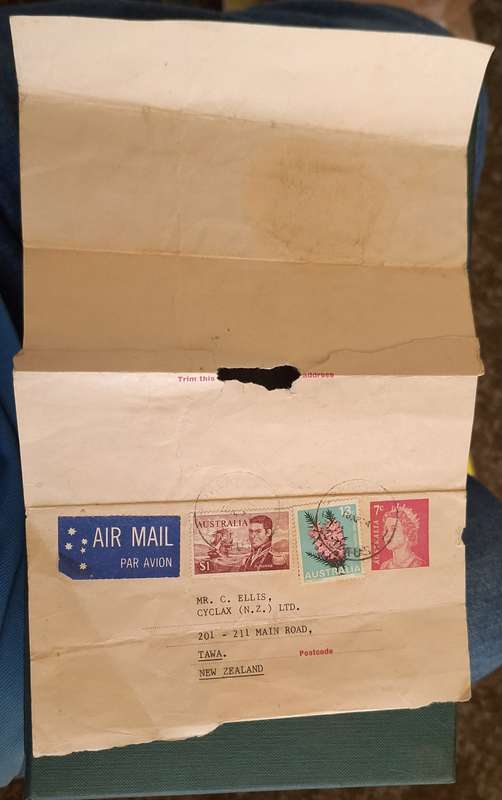 Trim this address
AIR MAIL
PAR AVION
AUSTRALIA
$1
13c
AUSTRALIA
7c
AUSTRALIA
MR. C. ELLIS,
CYCLAX (N.Z.) LTD.
201 - 211 MAIN ROAD,
TAWA.
Postcode
NEW ZEALAND